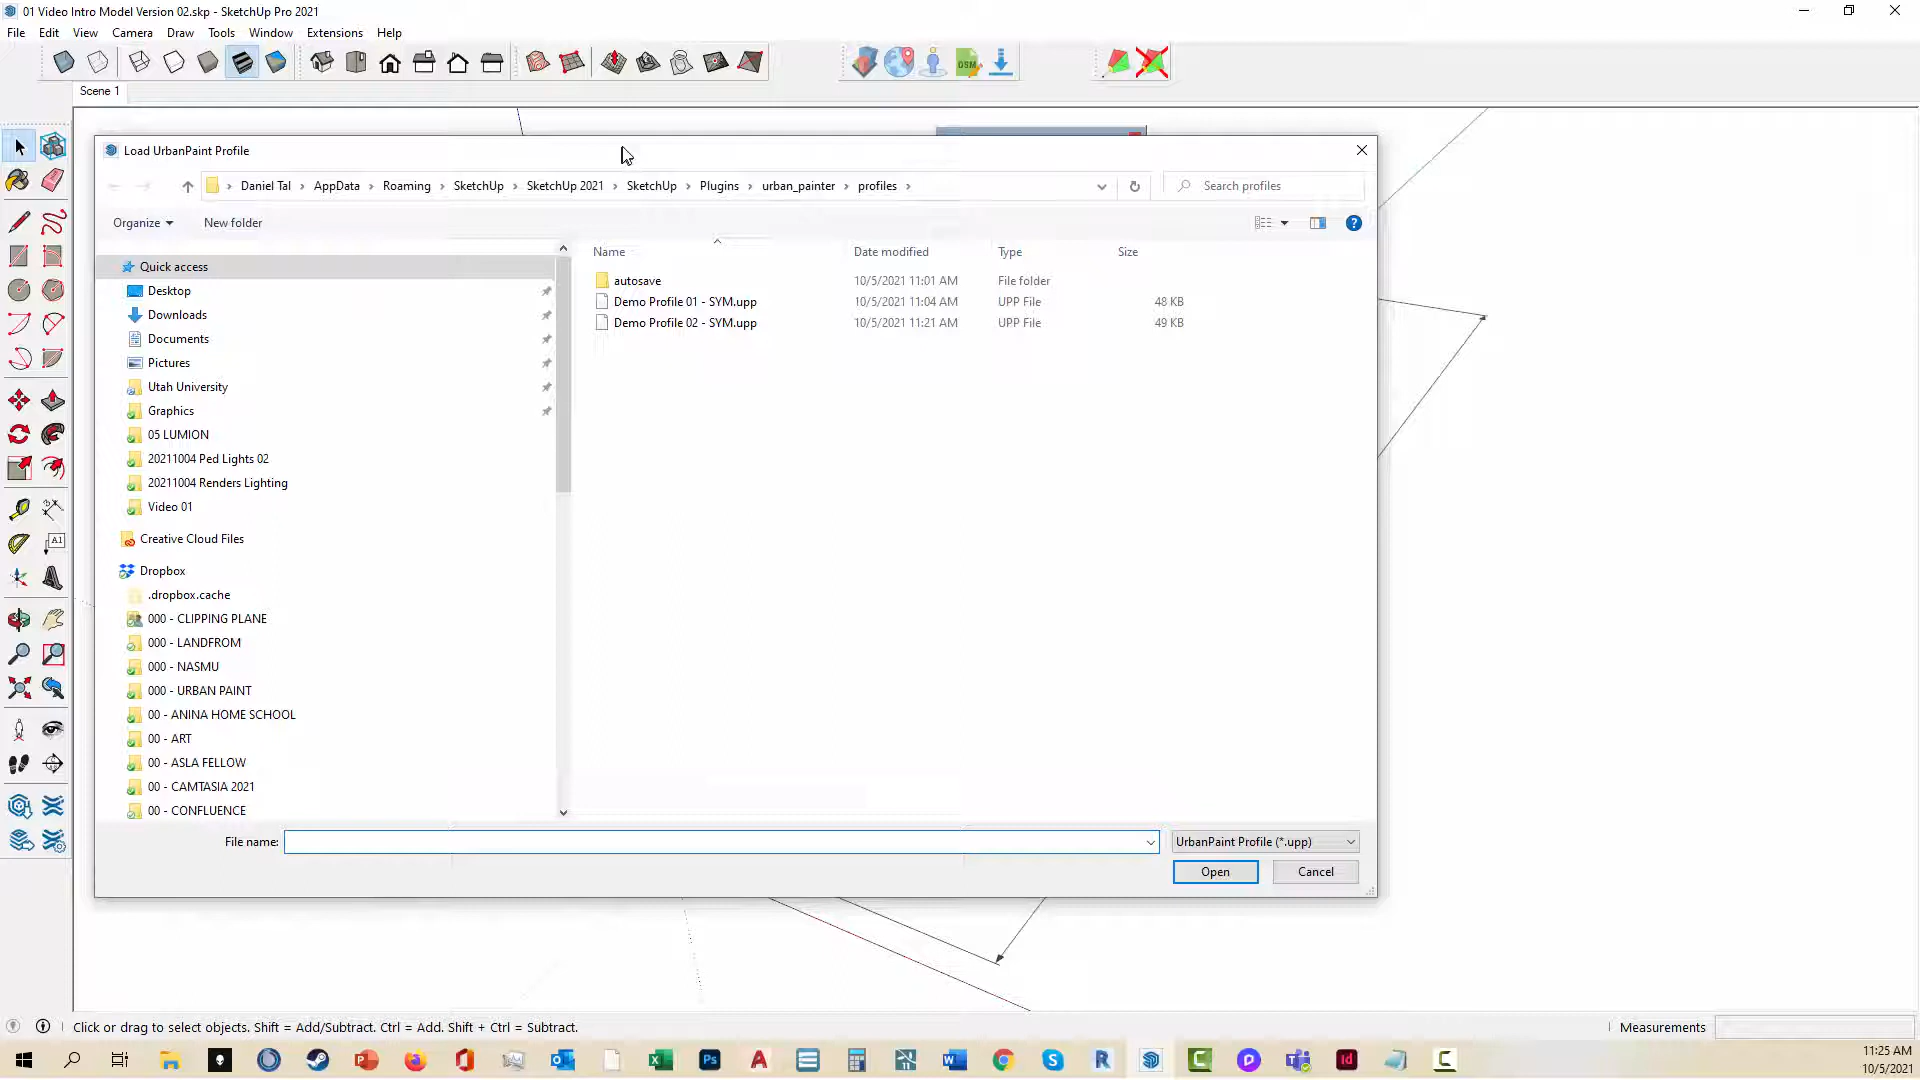 01 Video Intro Model Version 02.skp - SketchUp Pro 2021
File Edit View Camera Draw Tools Window Extensions Help
DSM
Scene 1
Load UrbanPaint Profile
Daniel Tal › AppData › Roaming › SketchUp › SketchUp 2021 › SketchUp › Plugins › urban_painter › profiles ›
Search profiles
Organize New folder
Name Date modified Type Size
autosave 10/5/2021 11:01 AM File folder
Demo Profile 01 - SYM.upp 10/5/2021 11:04 AM UPP File 48 KB
Demo Profile 02 - SYM.upp 10/5/2021 11:21 AM UPP File 49 KB
Quick access
Desktop
Downloads
Documents
Pictures
Utah University
Graphics
05 LUMION
20211004 Ped Lights 02
20211004 Renders Lighting
Video 01
Creative Cloud Files
Dropbox
.dropbox.cache
000 - CLIPPING PLANE
000 - LANDFROM
000 - NASMU
000 - URBAN PAINT
00 - ANINA HOME SCHOOL
00 - ART
00 - ASLA FELLOW
00 - CAMTASIA 2021
00 - CONFLUENCE
File name: UrbanPaint Profile (*.upp)
Open Cancel
A1
Click or drag to select objects. Shift = Add/Subtract. Ctrl = Add. Shift + Ctrl = Subtract.
Measurements
11:25 AM
10/5/2021